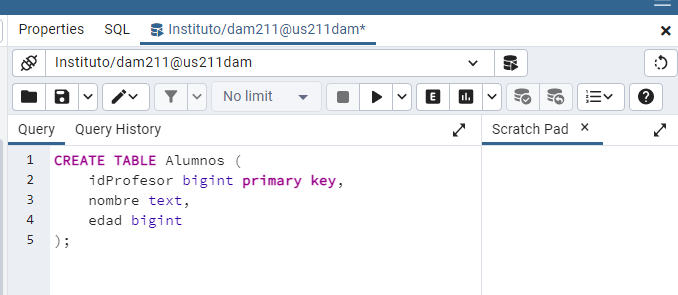 Properties SQL Instituto/dam211@us211dam*
Instituto/dam211@us211dam
No limit E
Query Query History Scratch Pad
1 CREATE TABLE Alumnos (
2 idProfesor bigint primary key,
3 nombre text,
4 edad bigint
5 );